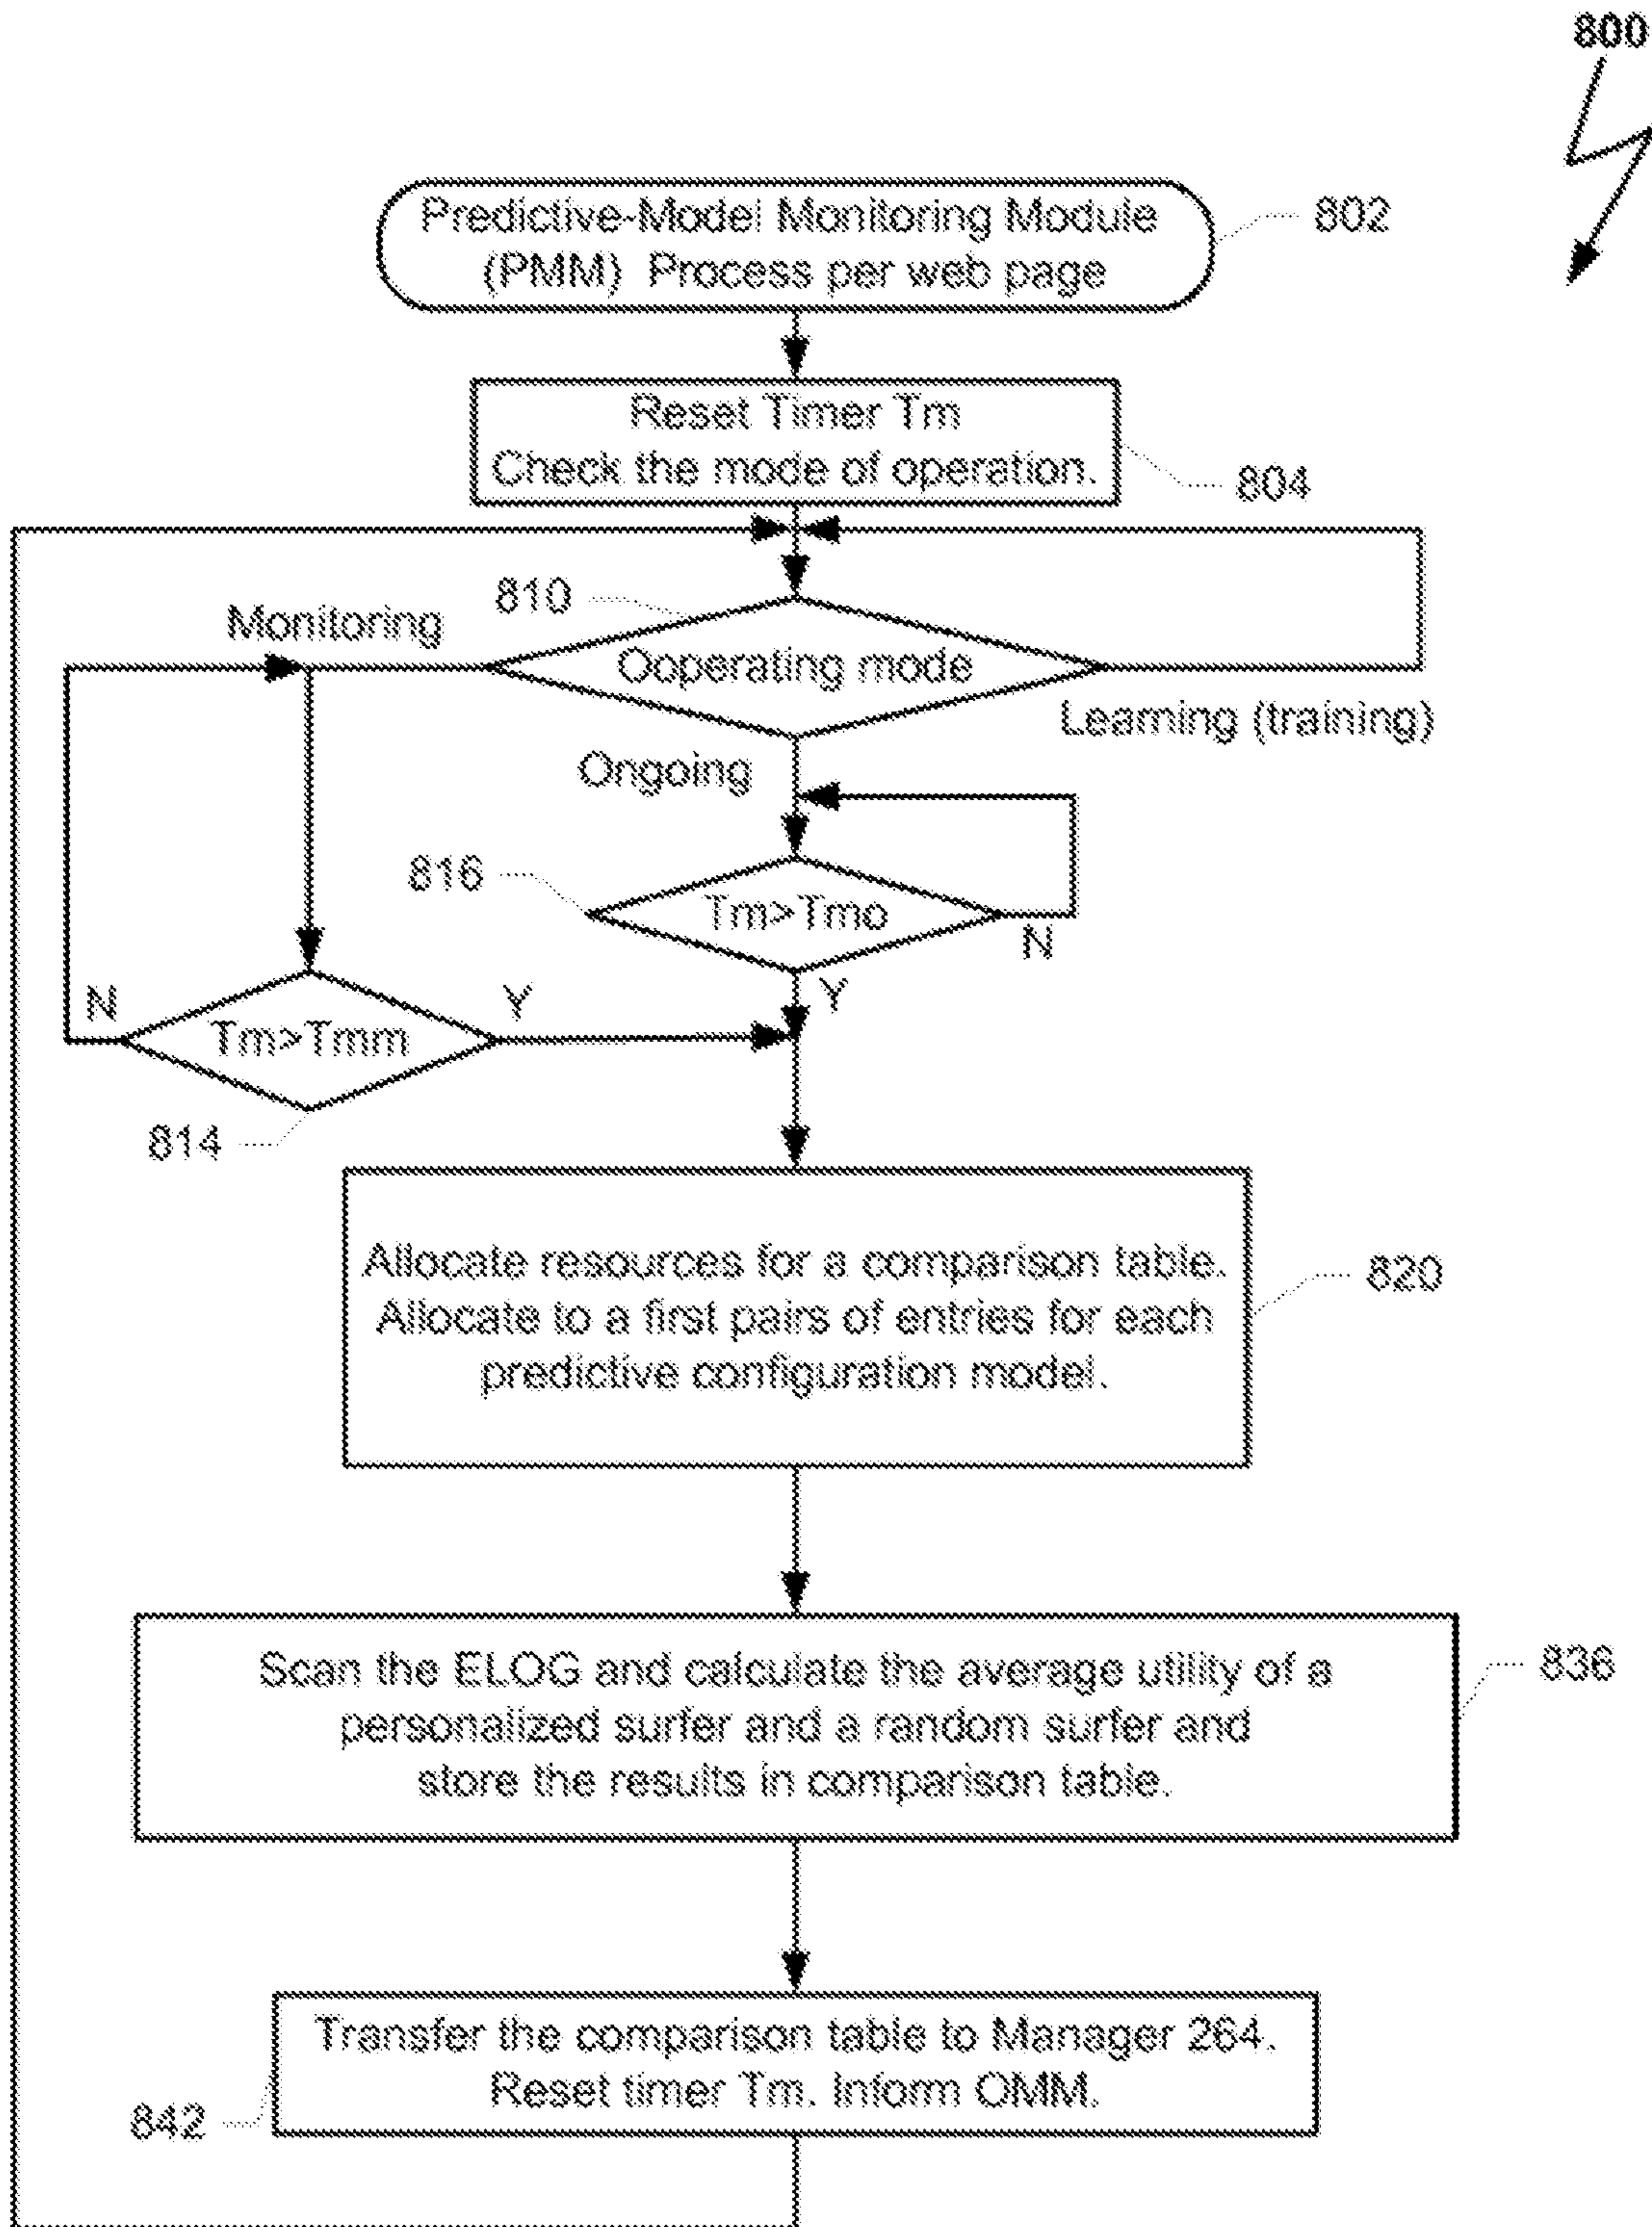 800
Predictive-Model Monitoring Module
(PMM) Process per web page
802
Reset Timer Tm
Check the mode of operation.
804
810
Monitoring
Ooperating mode
Learning (training)
Ongoing
816
Tm>Tmo
N
Y
N
Tm>Tmm
Y
814
Allocate resources for a comparison table.
Allocate to a first pairs of entries for each
predictive configuration model.
820
Scan the ELOG and calculate the average utility of a
personalized surfer and a random surfer and
store the results in comparison table.
836
Transfer the comparison table to Manager 264.
Reset timer Tm. Inform OMM.
842